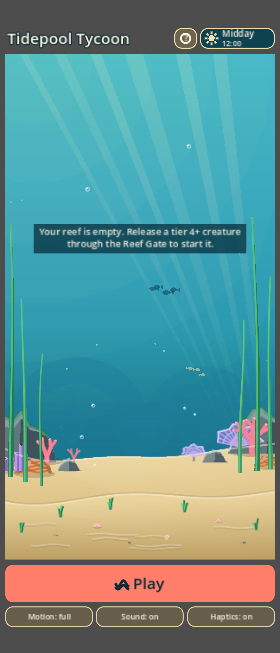 Tidepool Tycoon
Midday
12:00
Your reef is empty. Release a tier 4+ creature
through the Reef Gate to start it.
Play
Motion: full
Sound: on
Haptics: on